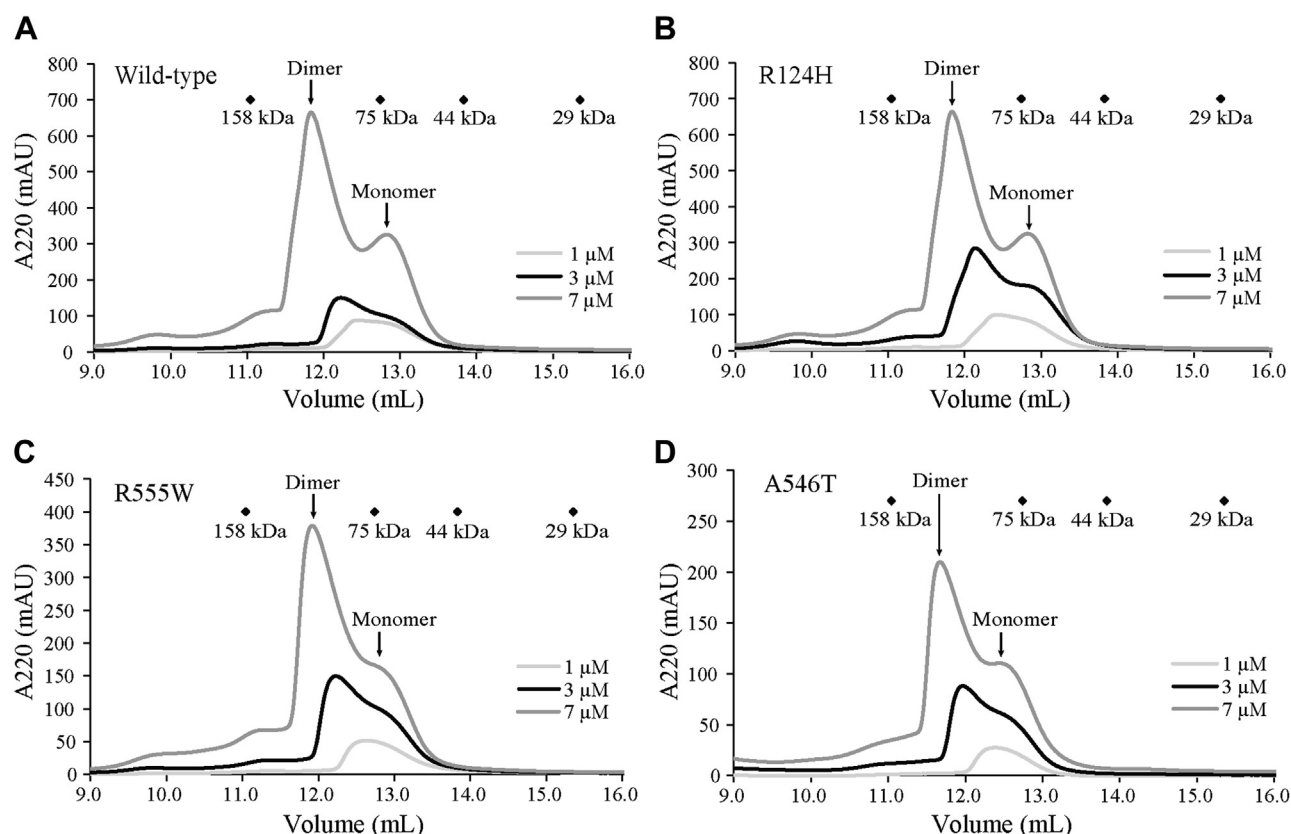 A
Wild-type
Dimer
158 kDa
75 kDa
44 kDa
29 kDa
Monomer
1 µM
3 µM
7 µM
A220 (mAU)
800
700
600
500
400
300
200
100
0
9.0 10.0 11.0 12.0 13.0 14.0 15.0 16.0
Volume (mL)
B
R124H
Dimer
158 kDa
75 kDa
44 kDa
29 kDa
Monomer
1 µM
3 µM
7 µM
A220 (mAU)
800
700
600
500
400
300
200
100
0
9.0 10.0 11.0 12.0 13.0 14.0 15.0 16.0
Volume (mL)
C
R555W
Dimer
158 kDa
75 kDa
44 kDa
29 kDa
Monomer
1 µM
3 µM
7 µM
A220 (mAU)
450
400
350
300
250
200
150
100
50
0
9.0 10.0 11.0 12.0 13.0 14.0 15.0 16.0
Volume (mL)
D
A546T
Dimer
158 kDa
75 kDa
44 kDa
29 kDa
Monomer
1 µM
3 µM
7 µM
A220 (mAU)
300
250
200
150
100
50
0
9.0 10.0 11.0 12.0 13.0 14.0 15.0 16.0
Volume (mL)